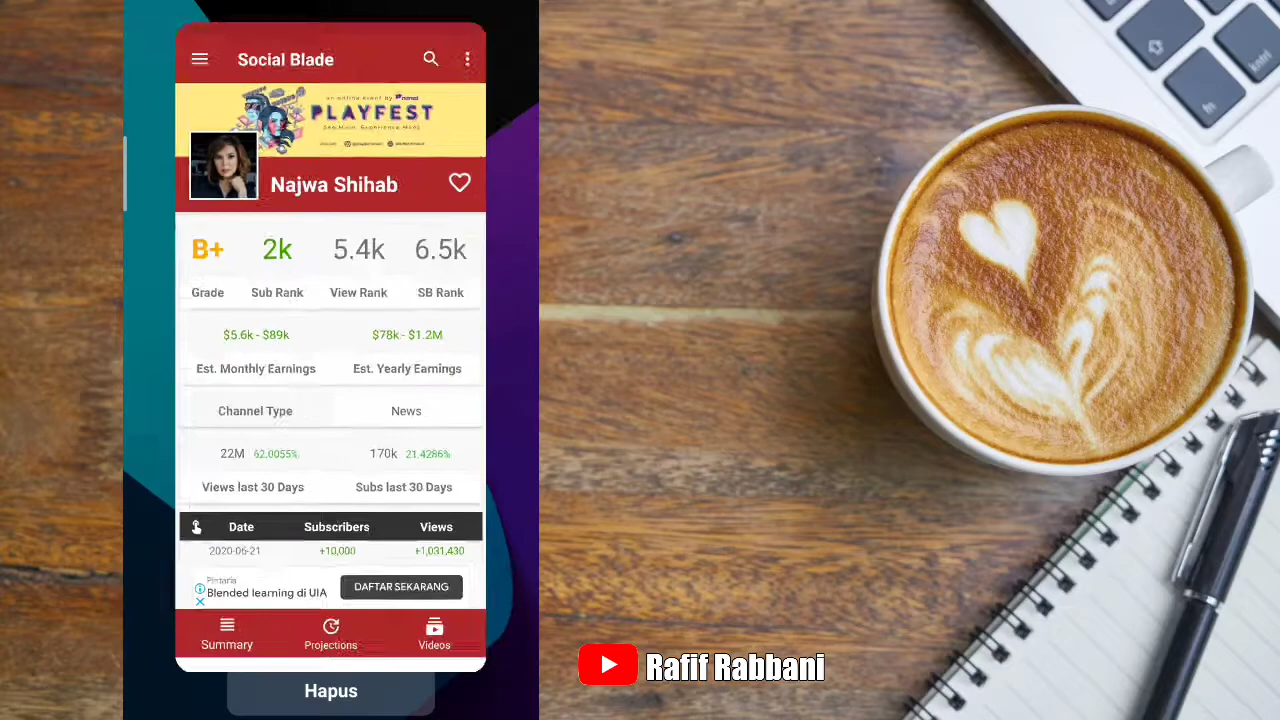 Social Blade
PLAYFEST
Najwa Shihab
B+ 2k 5.4k 6.5k
Grade Sub Rank View Rank SB Rank
$5.6k - $89k $78k - $1.2M
Est. Monthly Earnings Est. Yearly Earnings
Channel Type News
22M 62.0055% 170k 21.4286%
Views last 30 Days Subs last 30 Days
Date Subscribers Views
2020-06-21 +10,000 +1,031,430
Pintaria
Blended learning di UIA
DAFTAR SEKARANG
Summary Projections Videos
Hapus
Rafif Rabbani
fn